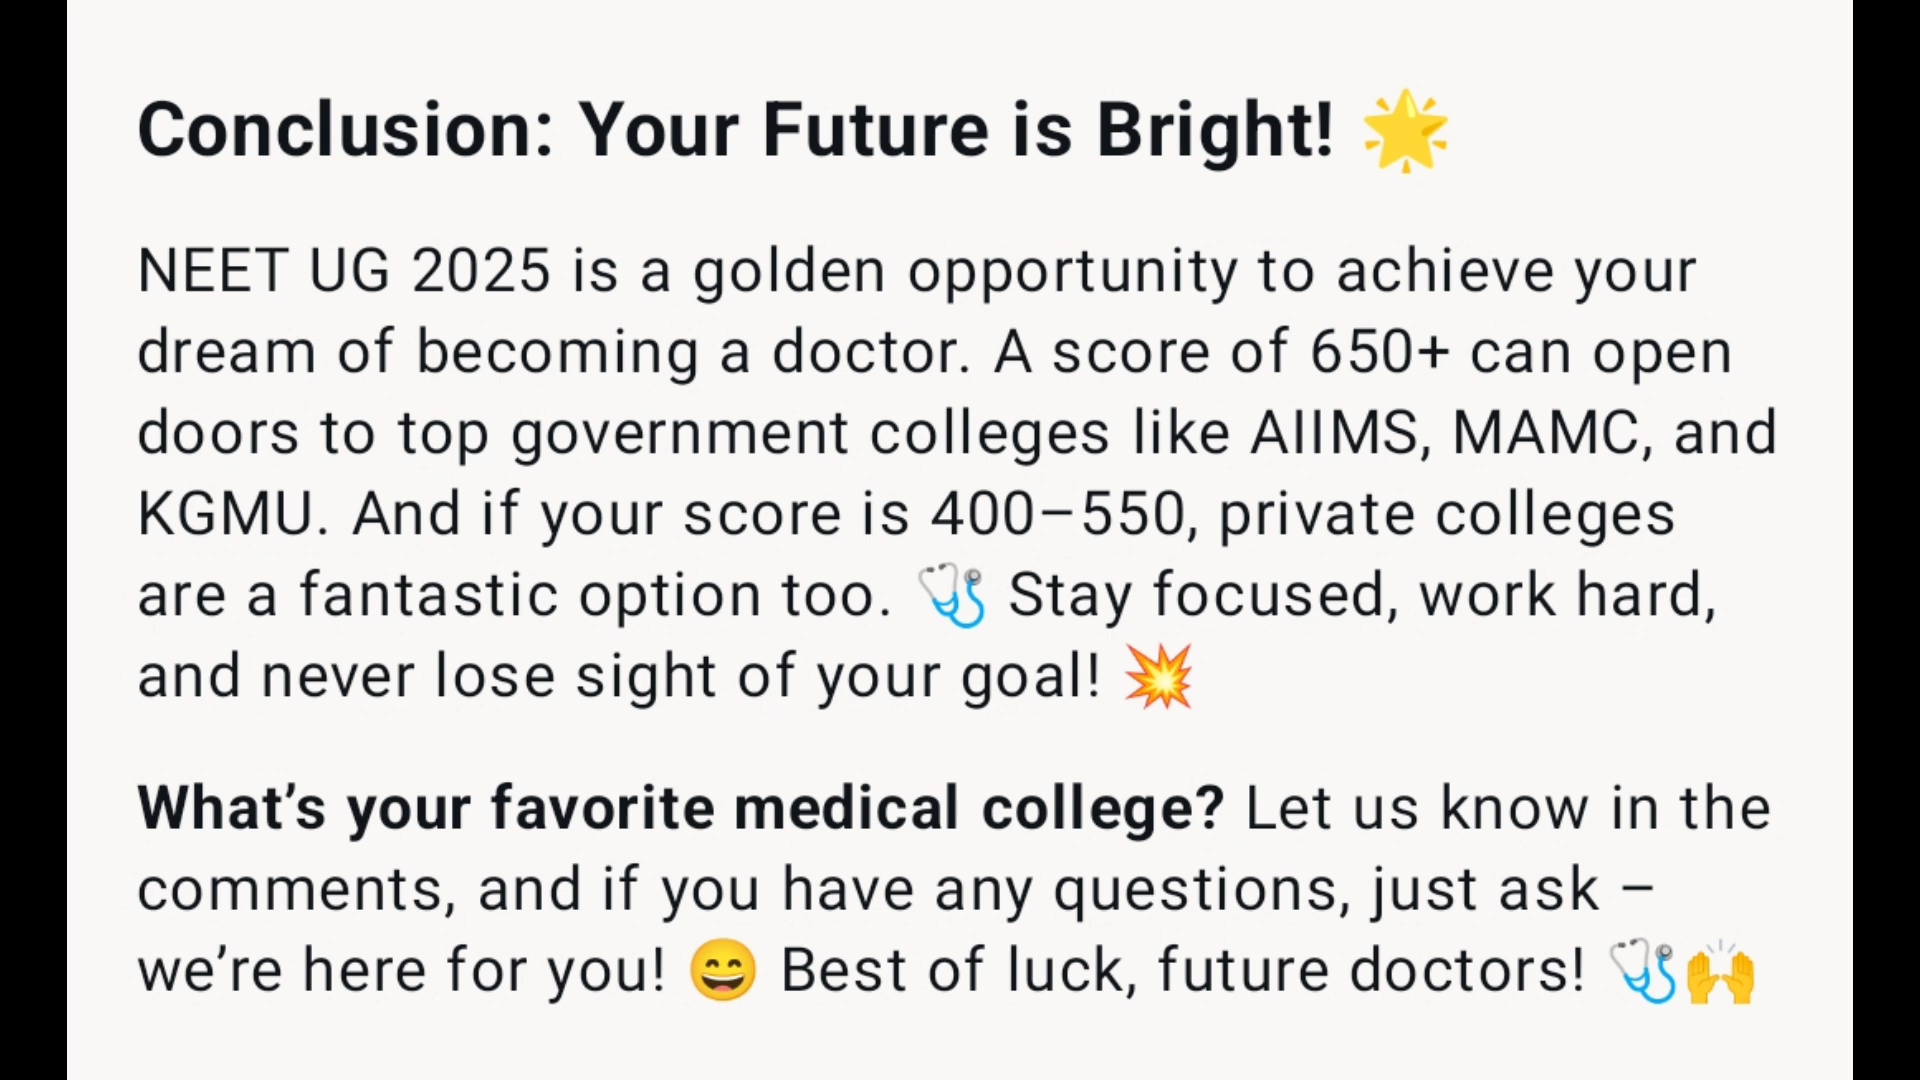 Conclusion: Your Future is Bright! 🌟
NEET UG 2025 is a golden opportunity to achieve your
dream of becoming a doctor. A score of 650+ can open
doors to top government colleges like AIIMS, MAMC, and
KGMU. And if your score is 400–550, private colleges
are a fantastic option too. 🩺 Stay focused, work hard,
and never lose sight of your goal! 💥
What’s your favorite medical college? Let us know in the
comments, and if you have any questions, just ask –
we’re here for you! 😄 Best of luck, future doctors! 🩺🙌